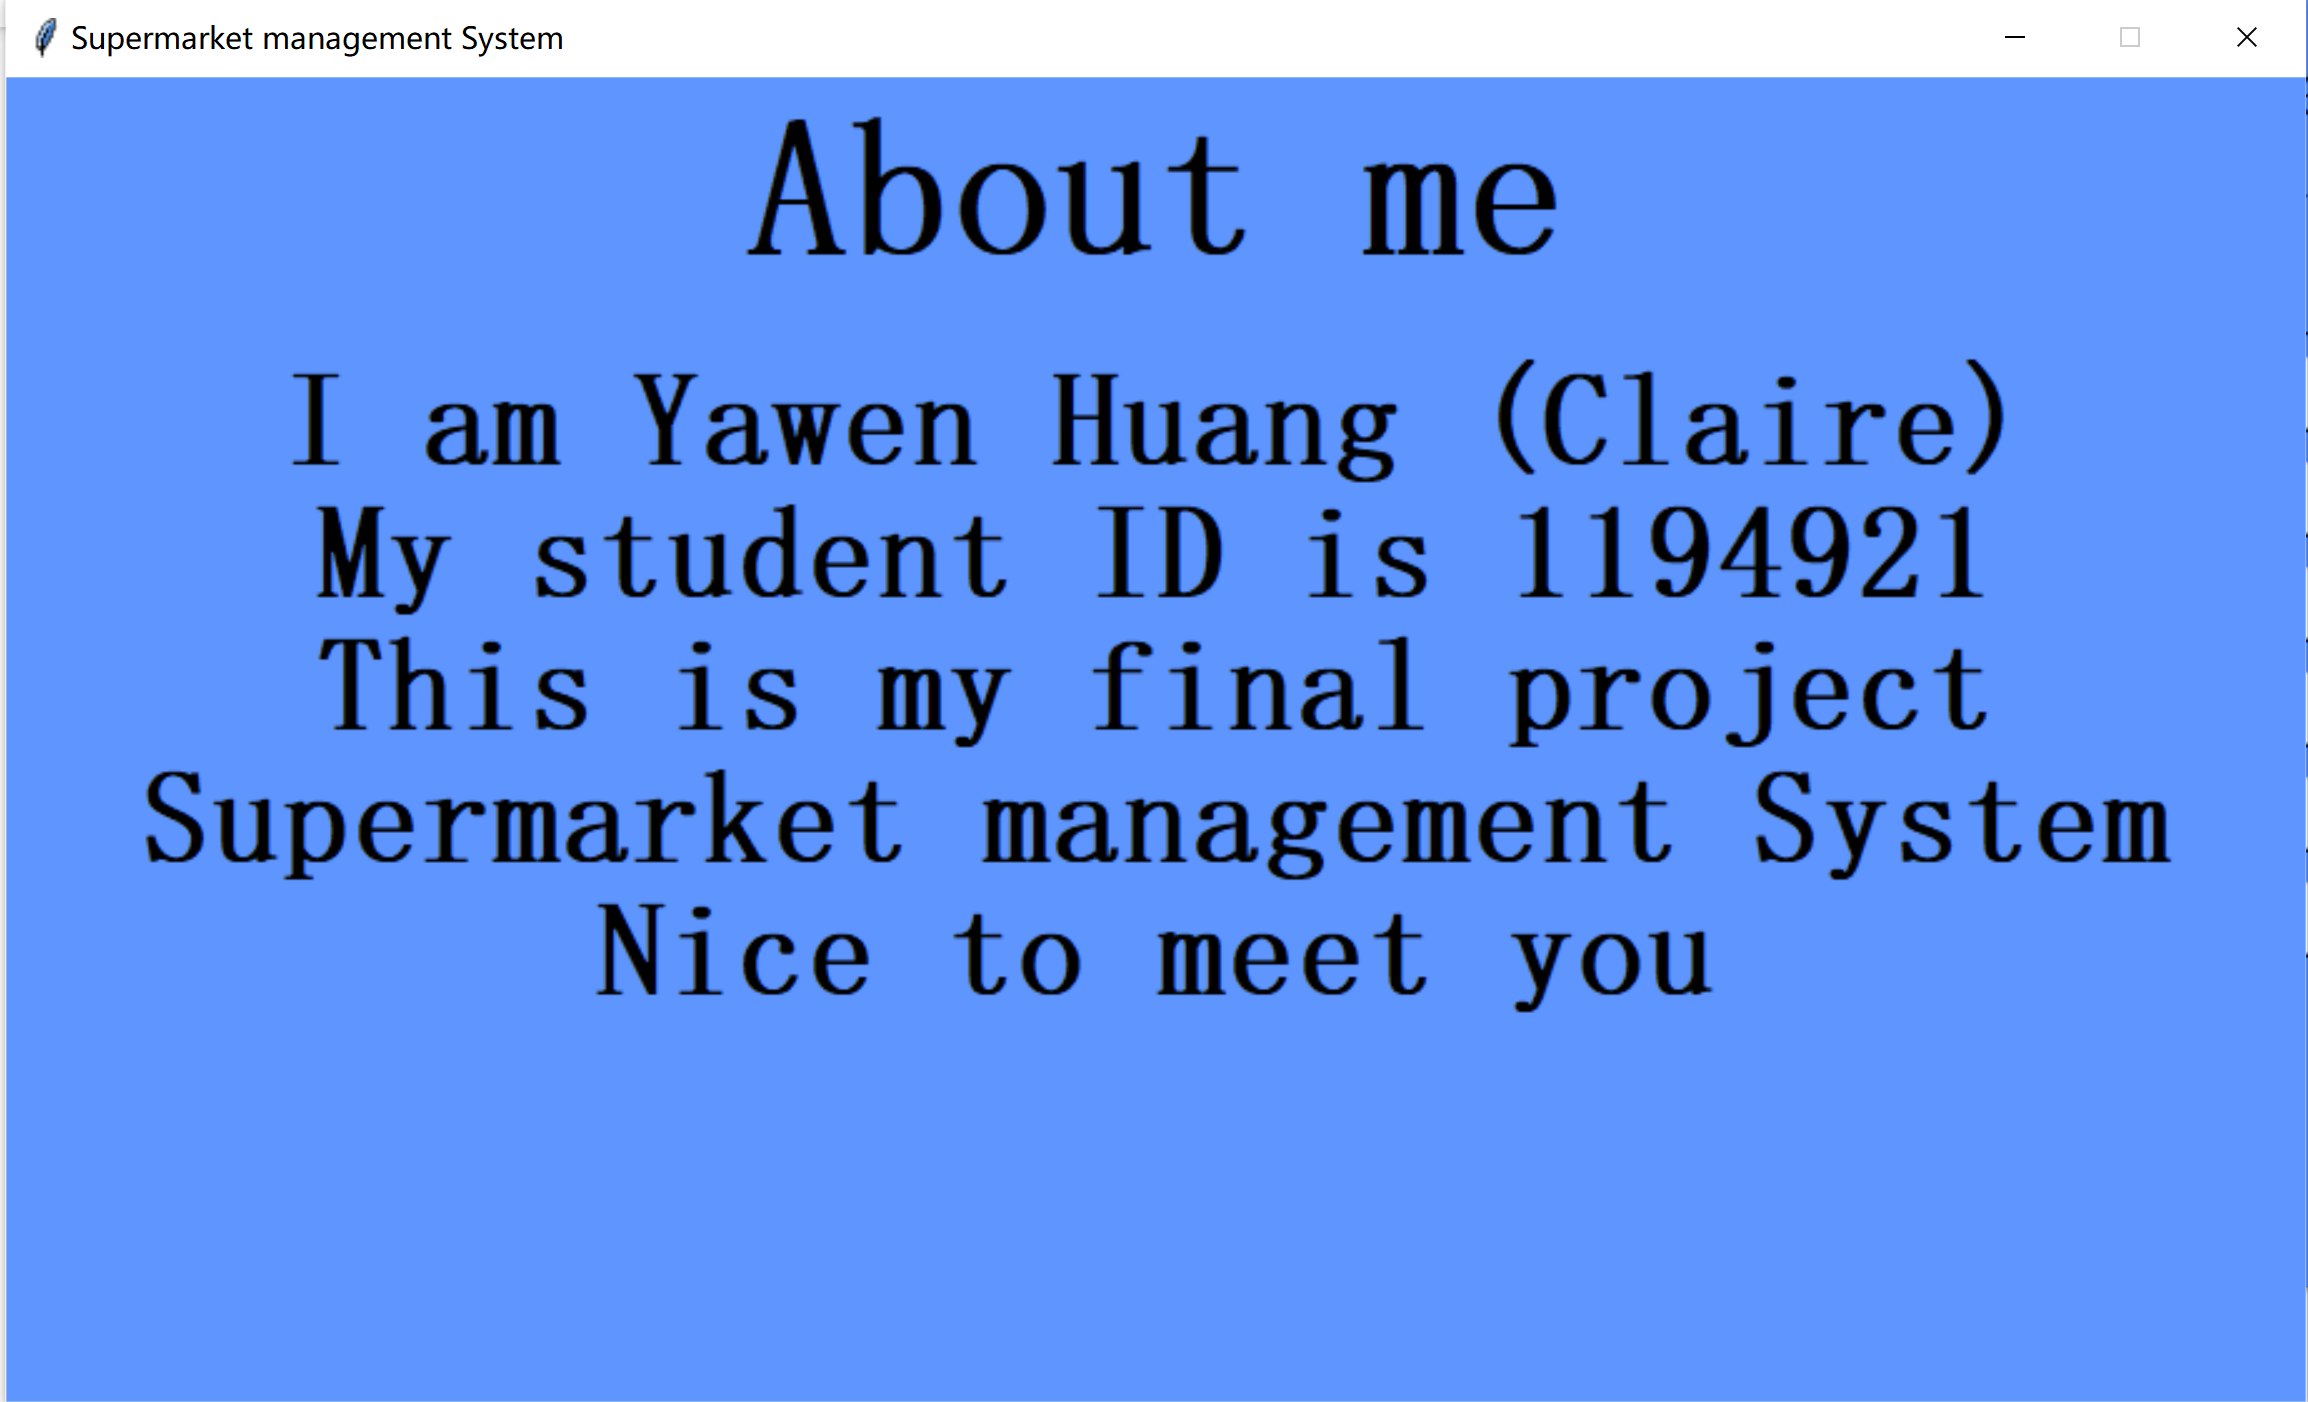 Supermarket management System
About me
I am Yawen Huang (Claire)
My student ID is 1194921
This is my final project
Supermarket management System
Nice to meet you